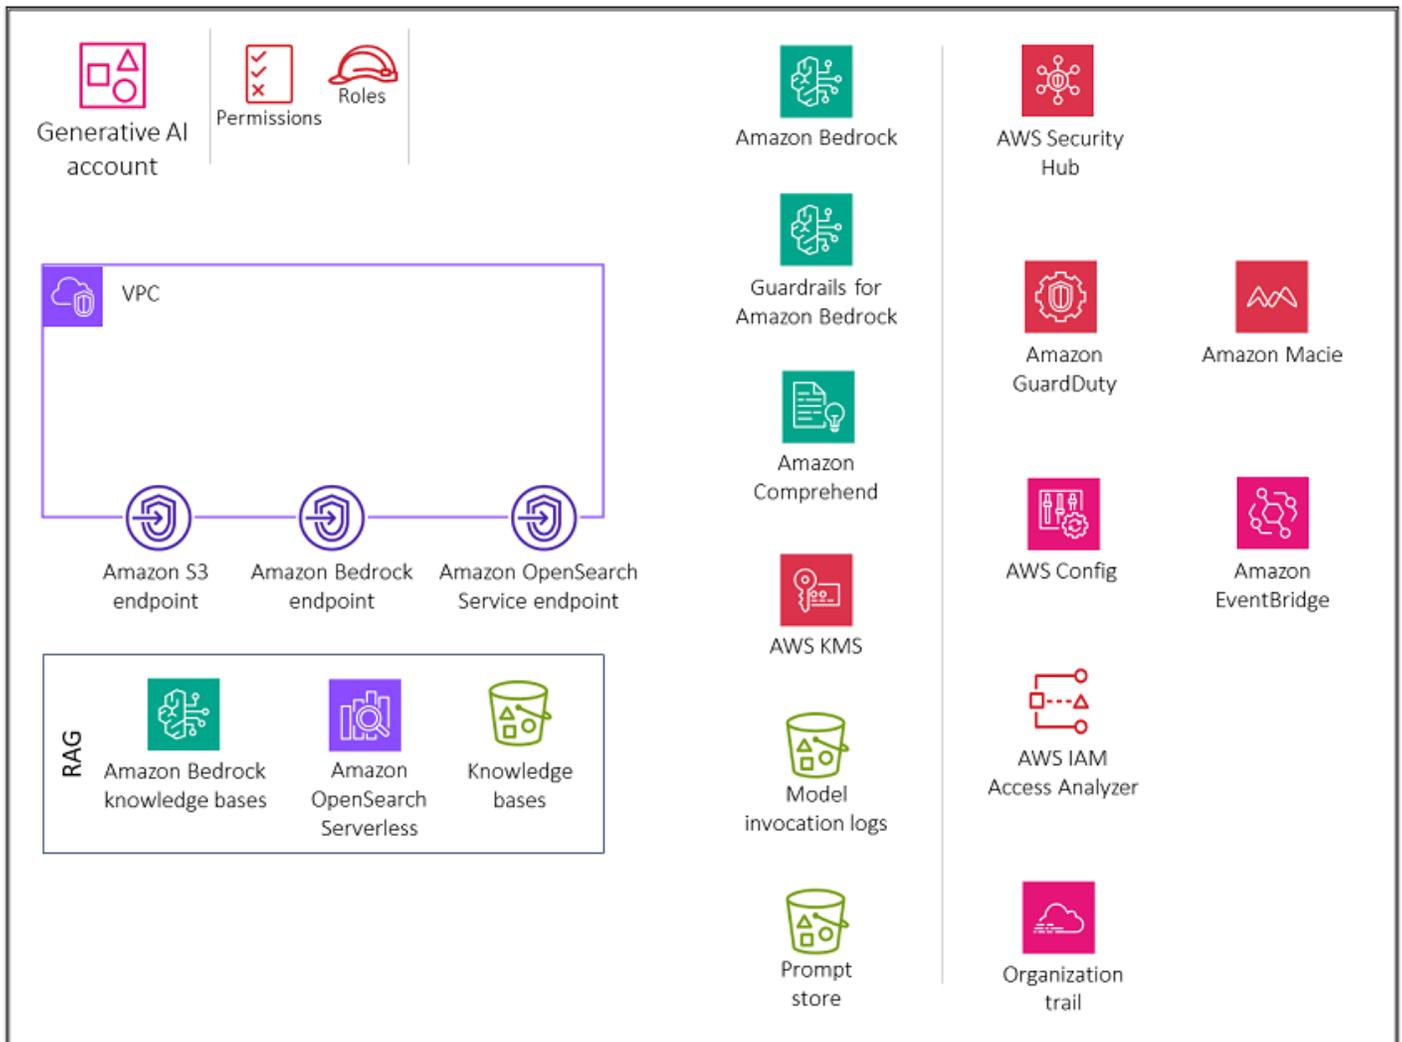 Generative AI
account
Permissions
Roles
VPC
Amazon S3
endpoint
Amazon Bedrock
endpoint
Amazon OpenSearch
Service endpoint
RAG
Amazon Bedrock
knowledge bases
Amazon
OpenSearch
Serverless
Knowledge
bases
Amazon Bedrock
Guardrails for
Amazon Bedrock
Amazon
Comprehend
AWS KMS
Model
invocation logs
Prompt
store
AWS Security
Hub
Amazon
GuardDuty
Amazon Macie
AWS Config
Amazon
EventBridge
AWS IAM
Access Analyzer
Organization
trail